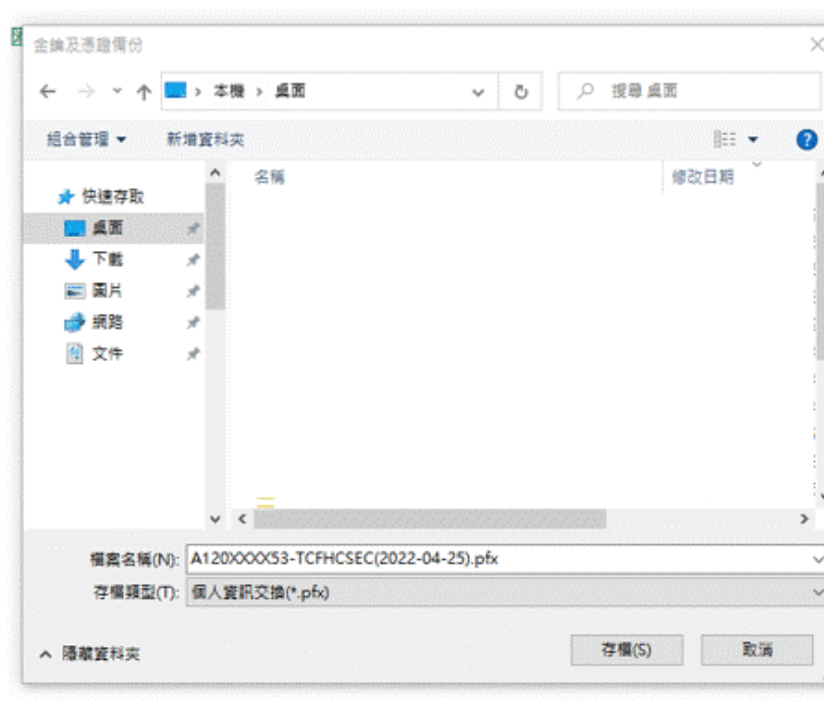 金鑰及憑證備份
本機 › 桌面
搜尋 桌面
組合管理 新增資料夾
名稱 修改日期
快速存取
桌面
下載
圖片
網路
文件
檔案名稱(N): A120XXXX53-TCFHCSEC(2022-04-25).pfx
存檔類型(T): 個人資訊交換(*.pfx)
隱藏資料夾 存檔(S) 取消